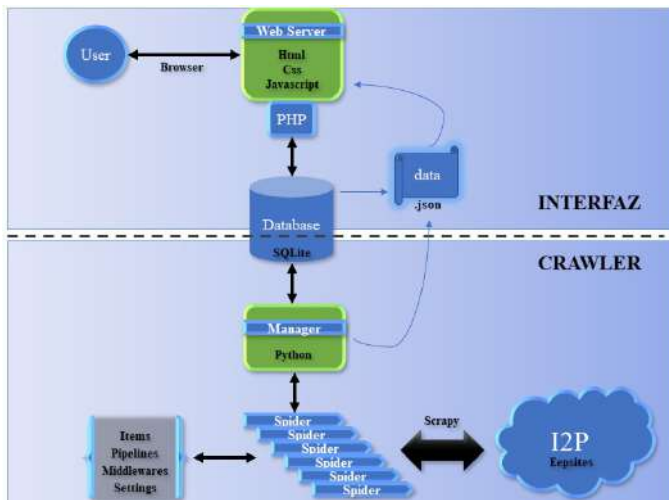 Web Server
User
Html
Css
Javascript
Browser
PHP
data
.json
INTERFAZ
Database
SQLite
CRAWLER
Manager
Python
Spider
Spider
Spider
Spider
Spider
Spider
Scrapy
I2P
Eepsites
Items
Pipelines
Middlewares
Settings